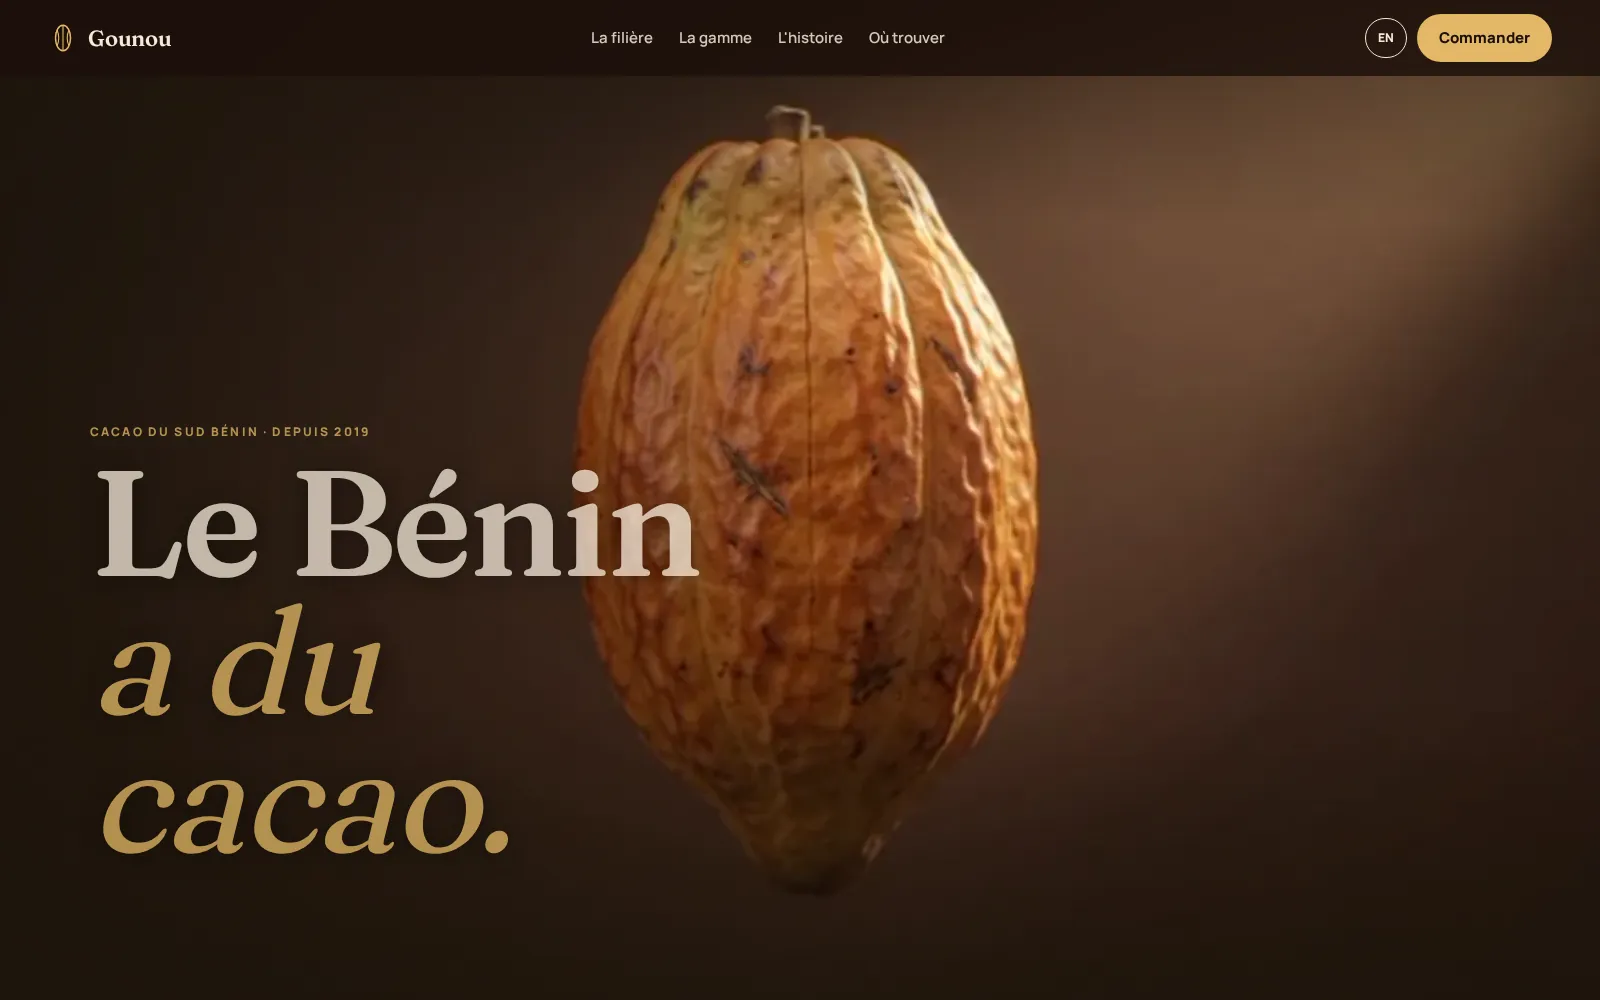 Gounou
La filière
La gamme
L'histoire
Où trouver
EN
Commander
CACAO DU SUD BÉNIN · DEPUIS 2019
Le Bénin
a du
cacao.